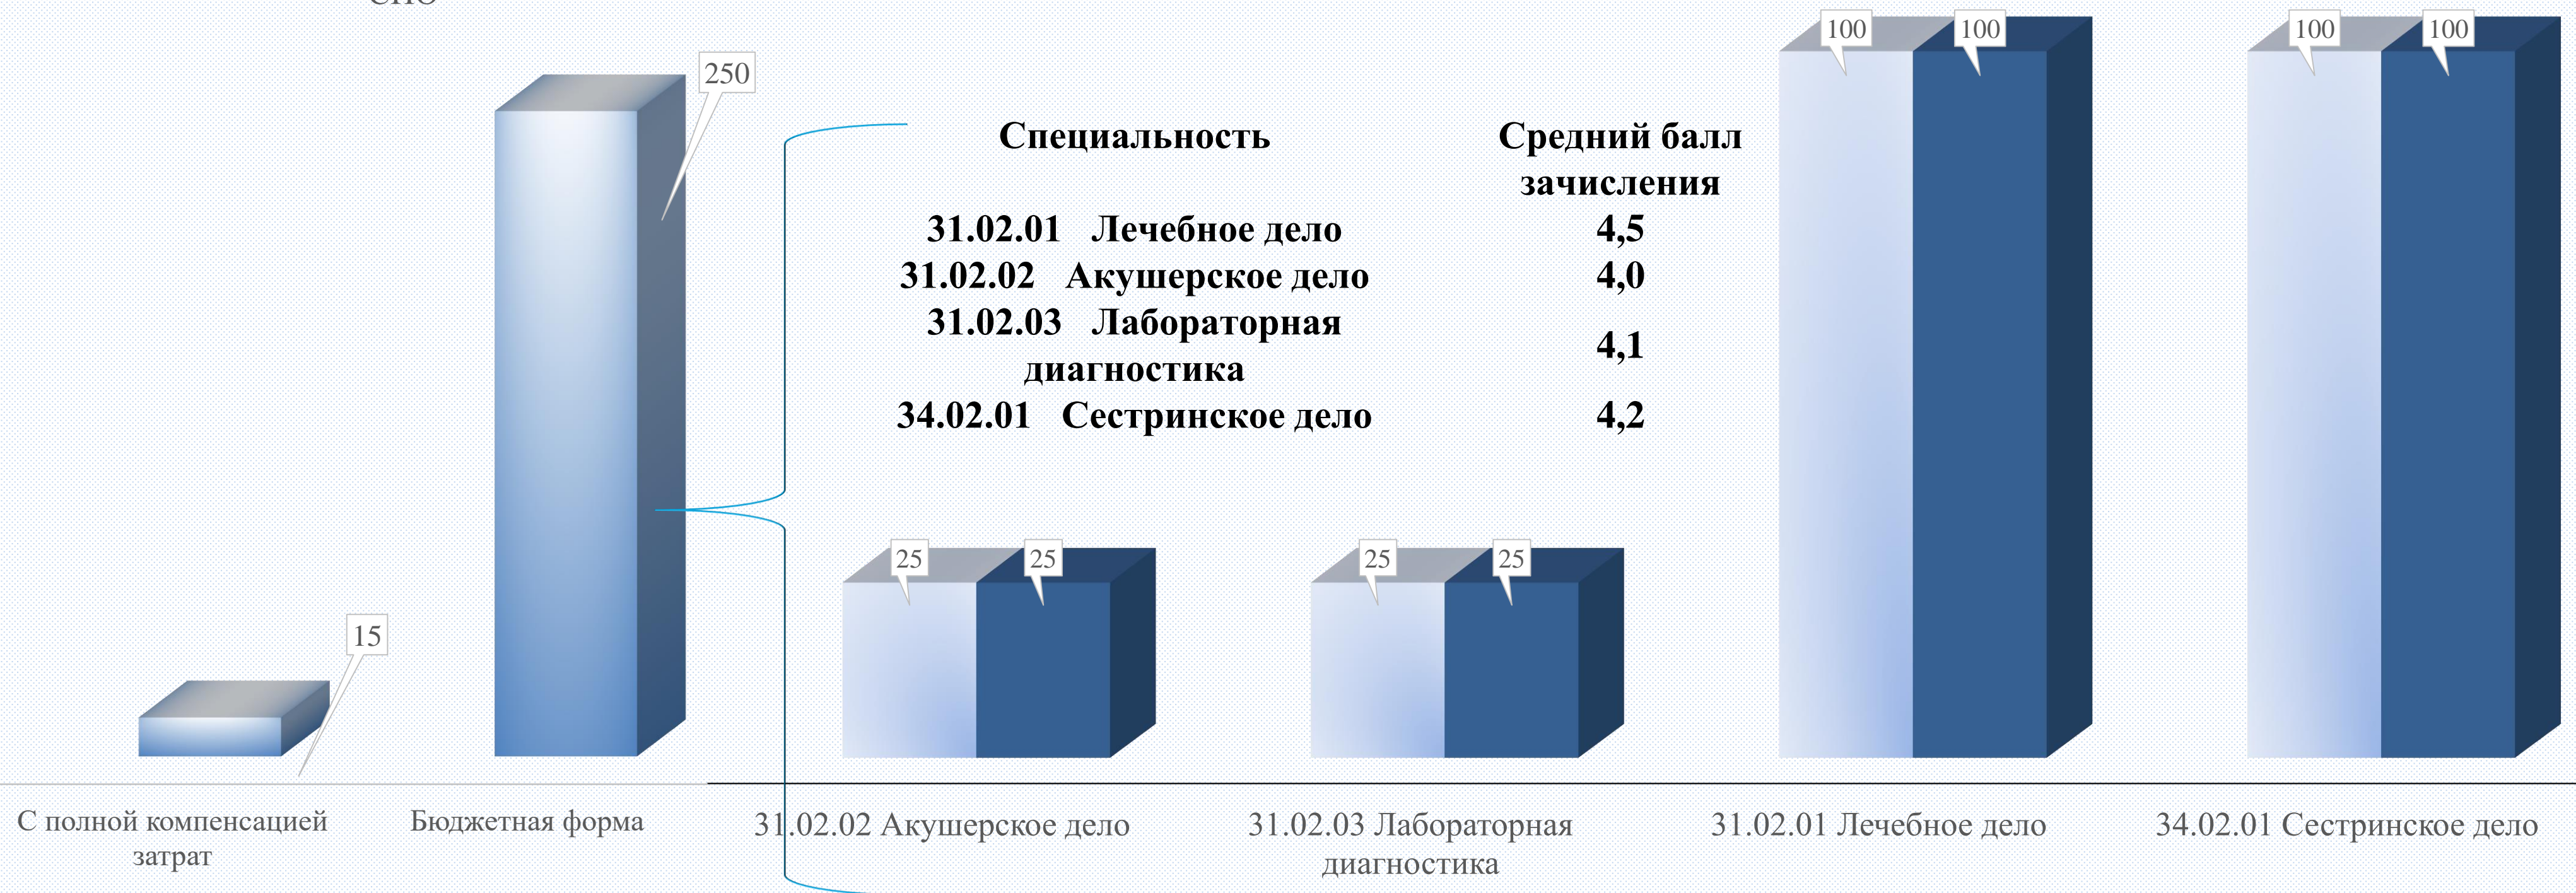 250
15
С полной компенсацией
затрат
Бюджетная форма
Специальность
Средний балл
зачисления
31.02.01 Лечебное дело 4,5
31.02.02 Акушерское дело 4,0
31.02.03 Лабораторная
диагностика
4,1
34.02.01 Сестринское дело 4,2
100 100 100 100
25 25 25 25
31.02.02 Акушерское дело
31.02.03 Лабораторная
диагностика
31.02.01 Лечебное дело
34.02.01 Сестринское дело